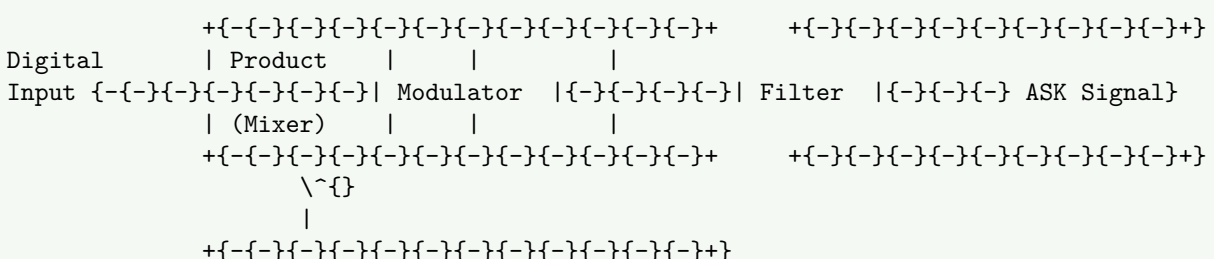 +{-{-}{-}{-}{-}{-}{-}{-}{-}{-}{-}{-}+     +{-}{-}{-}{-}{-}{-}{-}{-}{-}+}
Digital       | Product    |     |         |
Input {-{-}{-}{-}{-}{-}{-}| Modulator  |{-}{-}{-}{-}| Filter  |{-}{-}{-} ASK Signal}
| (Mixer)    |     |         |
+{-{-}{-}{-}{-}{-}{-}{-}{-}{-}{-}{-}+     +{-}{-}{-}{-}{-}{-}{-}{-}{-}+}
\^{}
|
+{-{-}{-}{-}{-}{-}{-}{-}{-}{-}{-}{-}+}